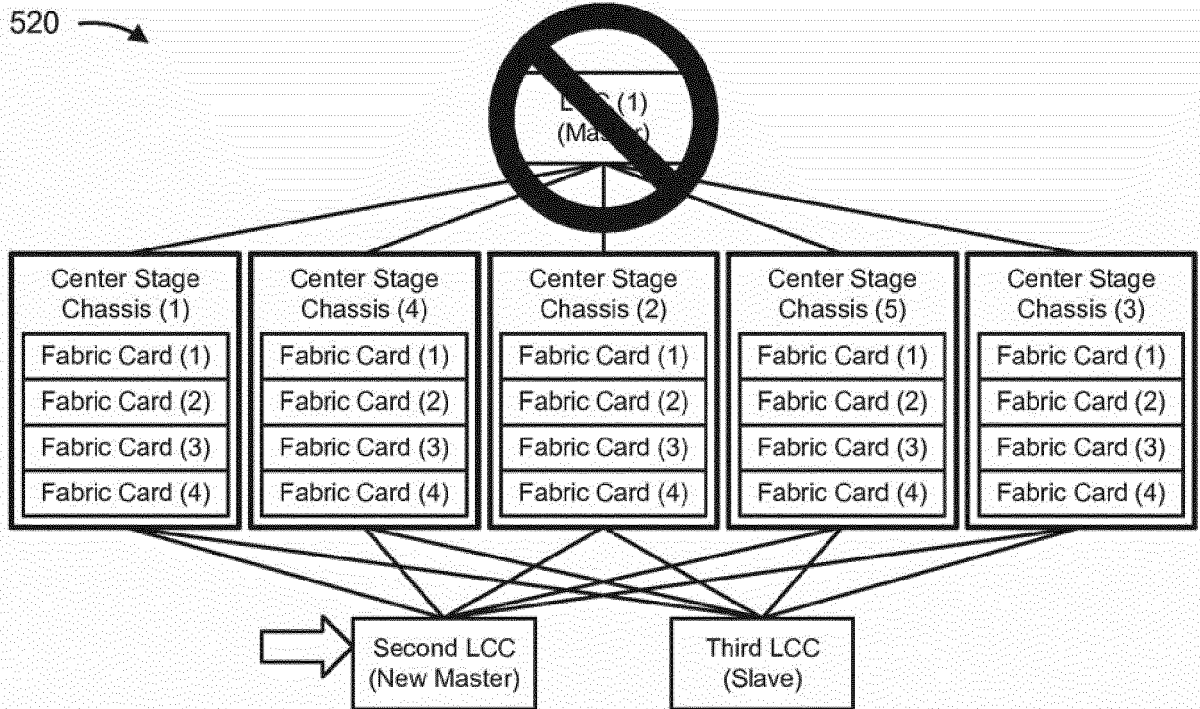 520
(1)
Center Stage
Chassis (1)
Fabric Card (1)
Fabric Card (2)
Fabric Card (3)
Fabric Card (4)
Center Stage
Chassis (4)
Fabric Card (1)
Fabric Card (2)
Fabric Card (3)
Fabric Card (4)
Center Stage
Chassis (2)
Fabric Card (1)
Fabric Card (2)
Fabric Card (3)
Fabric Card (4)
Center Stage
Chassis (5)
Fabric Card (1)
Fabric Card (2)
Fabric Card (3)
Fabric Card (4)
Center Stage
Chassis (3)
Fabric Card (1)
Fabric Card (2)
Fabric Card (3)
Fabric Card (4)
Second LCC
(New Master)
Third LCC
(Slave)